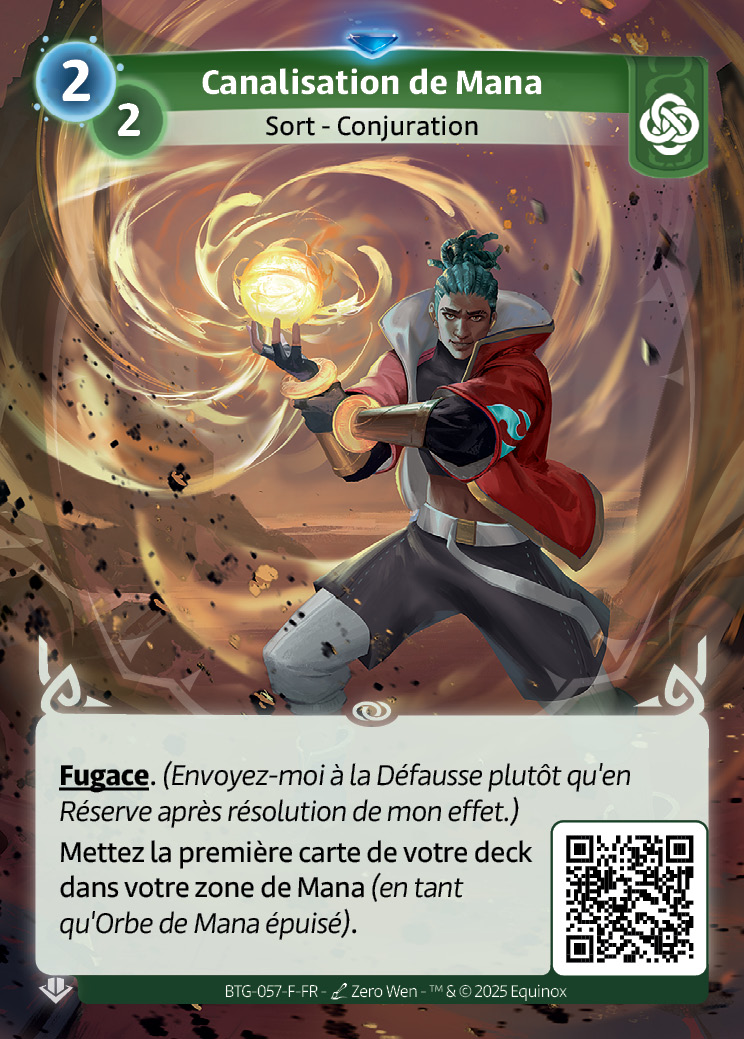 2
Canalisation de Mana
2
Sort - Conjuration
Fugace. (Envoyez-moi à la Défausse plutôt qu'en
Réserve après résolution de mon effet.)
Mettez la première carte de votre deck
dans votre zone de Mana (en tant
qu'Orbe de Mana épuisé).
BTG-057-F-FR - Zero Wen - ™ & © 2025 Equinox